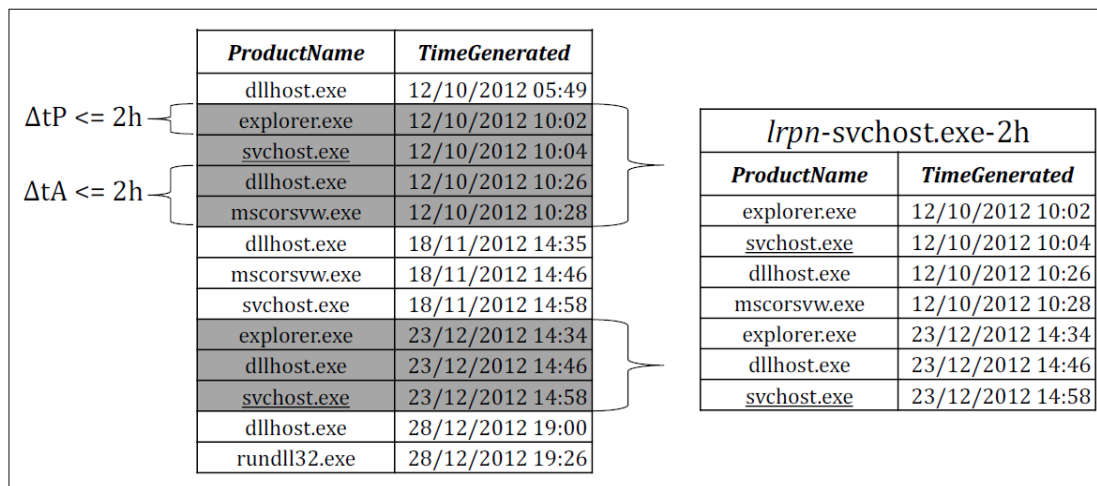 ProductName TimeGenerated
dllhost.exe 12/10/2012 05:49
ΔtP <= 2h
explorer.exe 12/10/2012 10:02
svchost.exe 12/10/2012 10:04
ΔtA <= 2h
dllhost.exe 12/10/2012 10:26
mscorsvw.exe 12/10/2012 10:28
dllhost.exe 18/11/2012 14:35
mscorsvw.exe 18/11/2012 14:46
svchost.exe 18/11/2012 14:58
explorer.exe 23/12/2012 14:34
dllhost.exe 23/12/2012 14:46
svchost.exe 23/12/2012 14:58
dllhost.exe 28/12/2012 19:00
rundll32.exe 28/12/2012 19:26
lrpn-svchost.exe-2h
ProductName TimeGenerated
explorer.exe 12/10/2012 10:02
svchost.exe 12/10/2012 10:04
dllhost.exe 12/10/2012 10:26
mscorsvw.exe 12/10/2012 10:28
explorer.exe 23/12/2012 14:34
dllhost.exe 23/12/2012 14:46
svchost.exe 23/12/2012 14:58